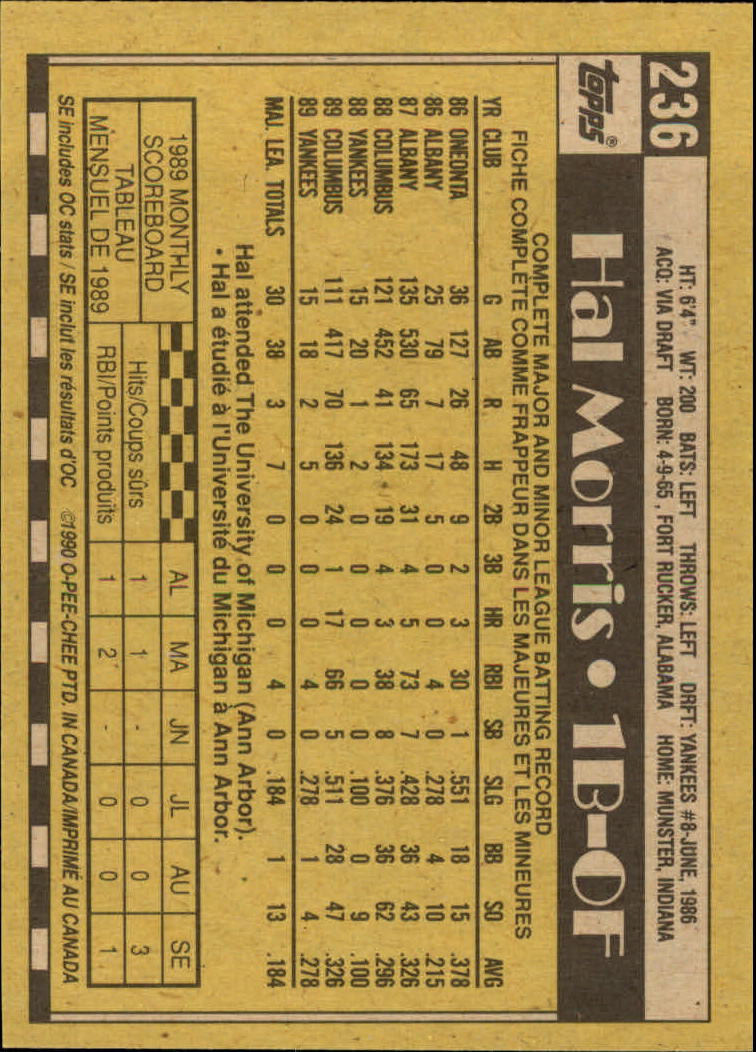 236
HT: 6'4" WT: 200 BATS: LEFT THROWS: LEFT DRFT: YANKEES #8-JUNE, 1986
ACQ: VIA DRAFT BORN: 4-9-65, FORT RUCKER, ALABAMA HOME: MUNSTER, INDIANA
topps® Hal Morris • 1B-OF
COMPLETE MAJOR AND MINOR LEAGUE BATTING RECORD
FICHE COMPLÈTE COMME FRAPPEUR DANS LES MAJEURES ET LES MINEURES
YR CLUB G AB R H 2B 3B HR RBI SB SLG BB SO AVG
86 ONEONTA 36 127 26 48 9 2 3 30 1 .551 18 15 .378
86 ALBANY 25 79 7 17 5 0 0 4 0 .278 4 10 .215
87 ALBANY 135 530 65 173 31 4 5 73 7 .428 36 43 .326
88 COLUMBUS 121 452 41 134 19 4 3 38 8 .376 36 62 .296
88 YANKEES 15 20 1 2 0 0 0 0 0 .100 0 9 .100
89 COLUMBUS 111 417 70 136 24 1 17 66 5 .511 28 47 .326
89 YANKEES 15 18 2 5 0 0 0 4 0 .278 1 4 .278
MAJ. LEA. TOTALS 30 38 3 7 0 0 0 4 0 .184 1 13 .184
Hal attended The University of Michigan (Ann Arbor).
• Hal a étudié à l'Université du Michigan à Ann Arbor.
1989 MONTHLY
SCOREBOARD
TABLEAU
MENSUEL DE 1989
AL MA JN JL AU SE
Hits/Coups sûrs 1 1 - 0 0 3
RBI/Points produits 1 2 - 0 0 1
SE includes OC stats / SE inclut les résultats d'OC ©1990 O-PEE-CHEE PTD. IN CANADA/IMPRIMÉ AU CANADA